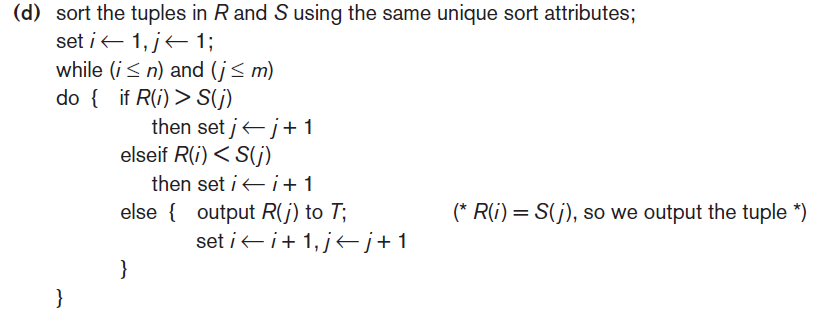 (d) sort the tuples in R and S using the same unique sort attributes;
set i ← 1, j ← 1;
while (i ≤ n) and (j ≤ m)
do { if R(i) > S(j)
then set j ← j + 1
elseif R(i) < S(j)
then set i ← i + 1
else { output R(j) to T; (* R(i) = S(j), so we output the tuple *)
set i ← i + 1, j ← j + 1
}
}